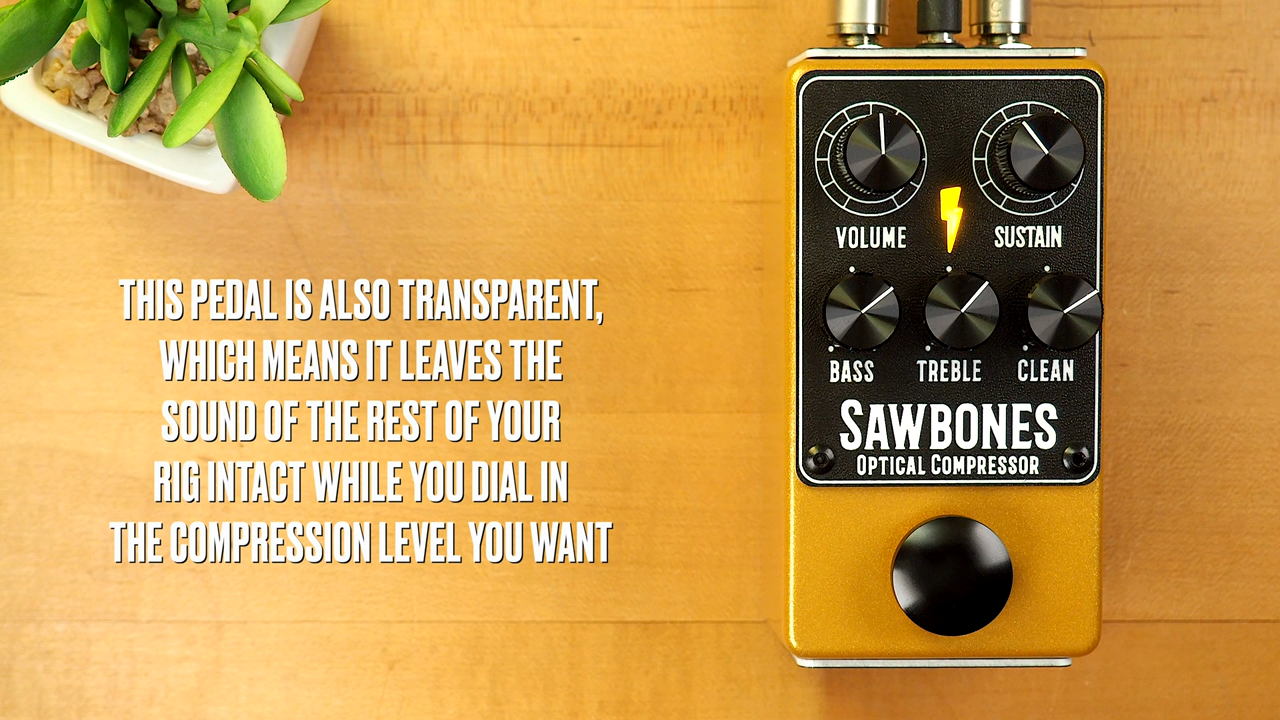 THIS PEDAL IS ALSO TRANSPARENT,
WHICH MEANS IT LEAVES THE
SOUND OF THE REST OF YOUR
RIG INTACT WHILE YOU DIAL IN
THE COMPRESSION LEVEL YOU WANT
VOLUME
SUSTAIN
BASS
TREBLE
CLEAN
SAWBONES
OPTICAL COMPRESSOR